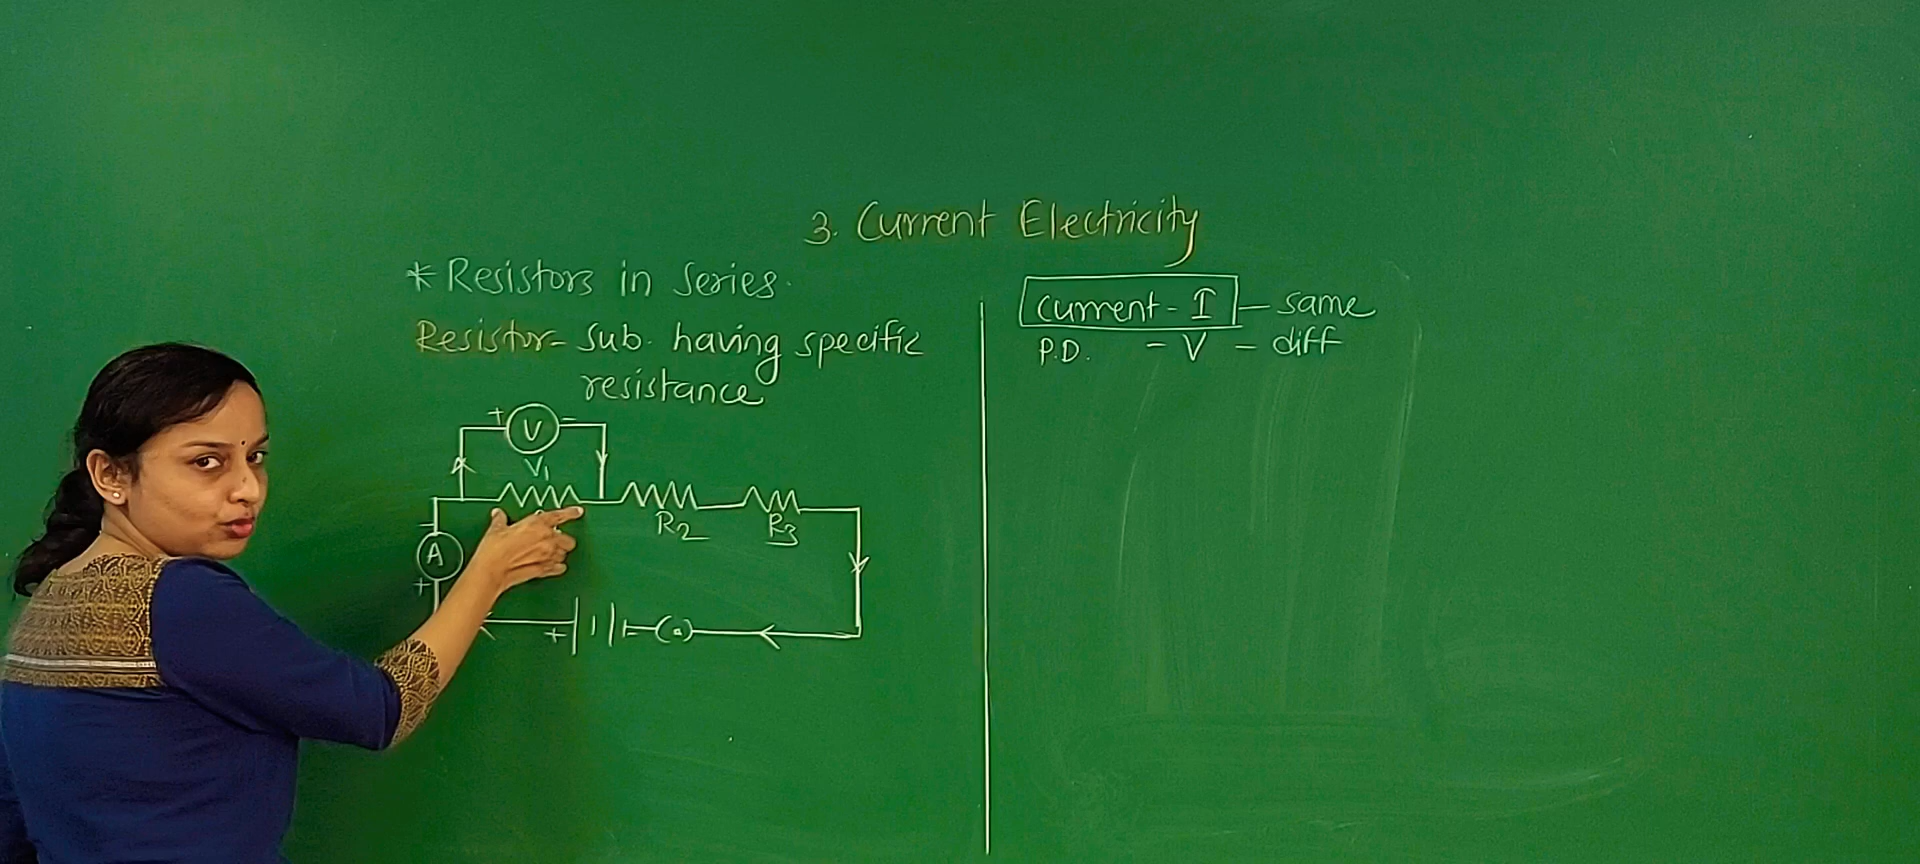 3. Current Electricity
* Resistors in Series.
Resistor - Sub. having specific
resistance
+ V -
V1
R2 R3
-
A
+
+ -
Current - I - same
P.D. - V - diff